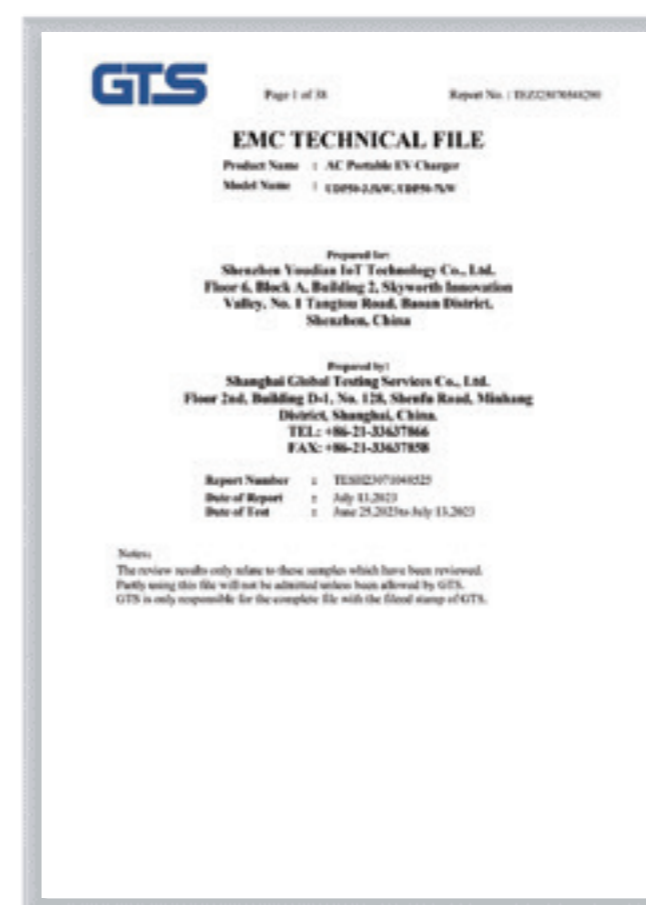 GTS
Page 1 of 38
Report No. :
EMC TECHNICAL FILE
Product Name : AC Portable EV Charger
Model Name :
Prepared for:
Shenzhen Youdian IoT Technology Co., Ltd.
Floor 6, Block A, Building 2, Skyworth Innovation
Valley, No. 1 Tangtou Road, Baoan District,
Shenzhen, China
Prepared by:
Shanghai Global Testing Services Co., Ltd.
Floor 2nd, Building D-1, No. 128, Shenfu Road, Minhang
District, Shanghai, China.
TEL: +86-21-33637866
FAX: +86-21-33637858
Report Number :
Date of Report : July 13,2023
Date of Test : June 25,2023to July 13,2023
Notes:
The review results only relate to these samples which have been reviewed.
Partly using this file will not be admitted unless been allowed by GTS.
GTS is only responsible for the complete file with the stamp of GTS.